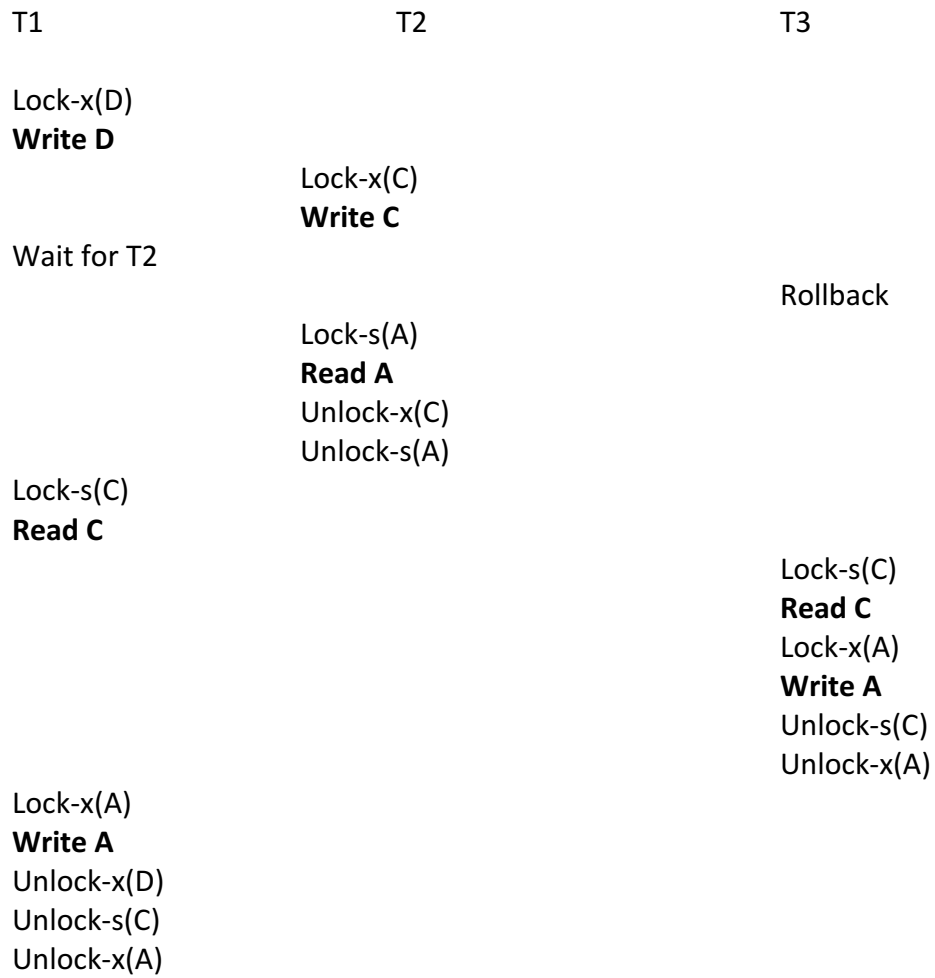 T1 T2 T3
Lock-x(D)
Write D
Lock-x(C)
Write C
Wait for T2
Rollback
Lock-s(A)
Read A
Unlock-x(C)
Unlock-s(A)
Lock-s(C)
Read C
Lock-s(C)
Read C
Lock-x(A)
Write A
Unlock-s(C)
Unlock-x(A)
Lock-x(A)
Write A
Unlock-x(D)
Unlock-s(C)
Unlock-x(A)